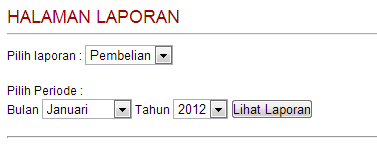 HALAMAN LAPORAN
Pilih laporan : Pembelian
Pilih Periode :
Bulan Januari Tahun 2012 Lihat Laporan